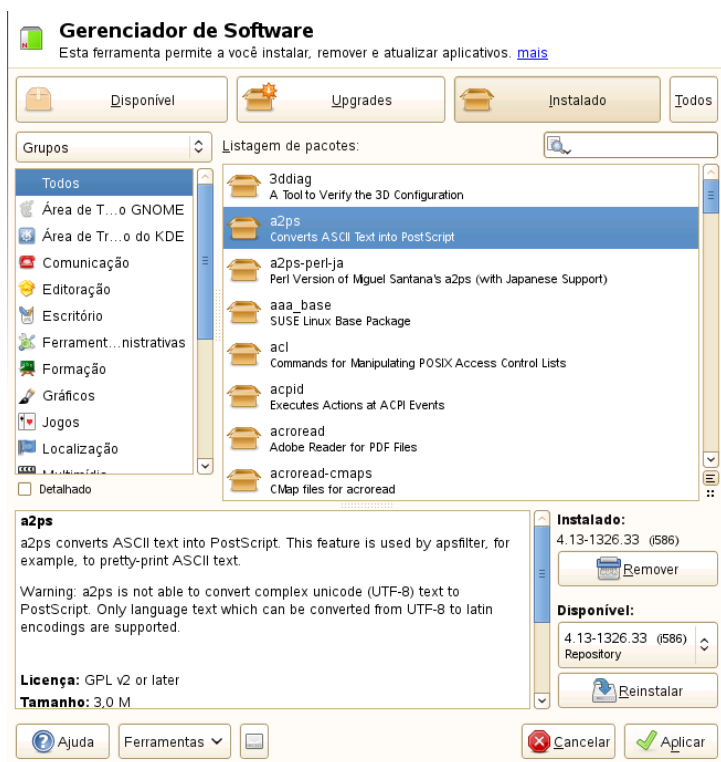 Gerenciador de Software
Esta ferramenta permite a você instalar, remover e atualizar aplicativos. mais
Disponível
Upgrades
Instalado
Todos
Grupos
Listagem de pacotes:
Todos
Área de T...o GNOME
Área de Tr...o do KDE
Comunicação
Editoração
Escritório
Ferrament...nistrativas
Formação
Gráficos
Jogos
Localização
Multimídia
Detalhado
3ddiag
A Tool to Verify the 3D Configuration
a2ps
Converts ASCII Text into PostScript
a2ps-perl-ja
Perl Version of Miguel Santana's a2ps (with Japanese Support)
aaa_base
SUSE Linux Base Package
acl
Commands for Manipulating POSIX Access Control Lists
acpid
Executes Actions at ACPI Events
acroread
Adobe Reader for PDF Files
acroread-cmaps
CMap files for acroread
a2ps
a2ps converts ASCII text into PostScript. This feature is used by apsfilter, for
example, to pretty-print ASCII text.
Warning: a2ps is not able to convert complex unicode (UTF-8) text to
PostScript. Only language text which can be converted from UTF-8 to latin
encodings are supported.
Licença: GPL v2 or later
Tamanho: 3,0 M
Instalado:
4.13-1326.33 (i586)
Remover
Disponível:
4.13-1326.33 (i586)
Repository
Reinstalar
Ajuda
Ferramentas
Cancelar
Aplicar